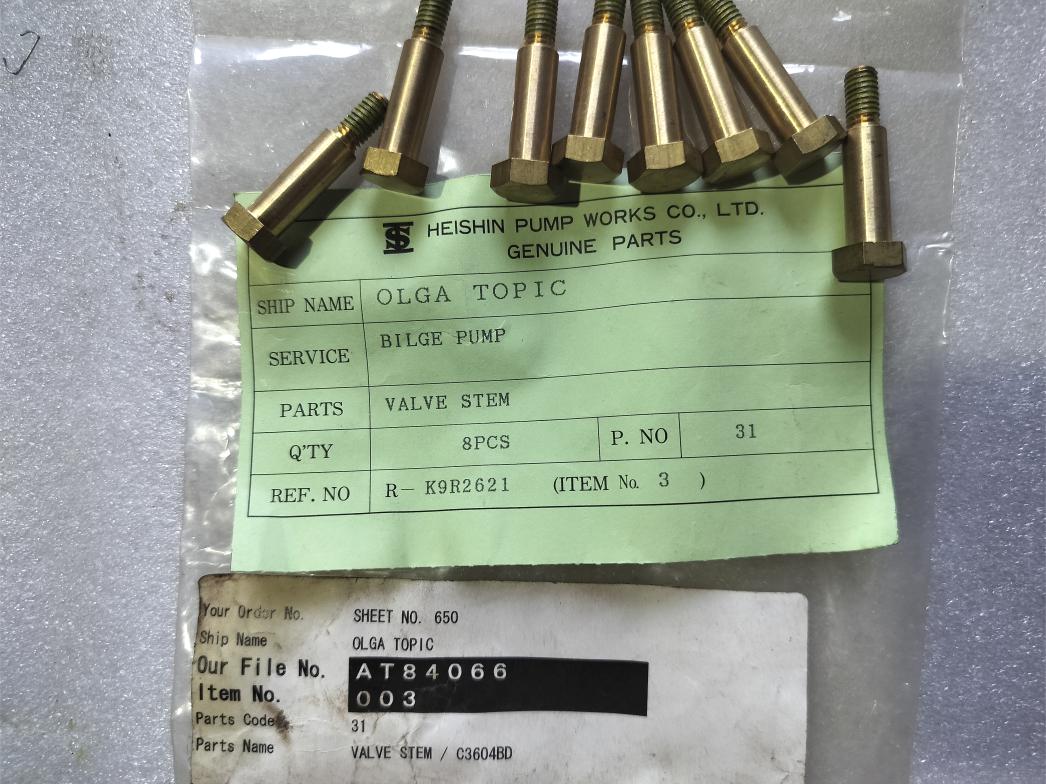 HEISHIN PUMP WORKS CO., LTD.
GENUINE PARTS
SHIP NAME OLGA TOPIC
SERVICE BILGE PUMP
PARTS VALVE STEM
Q'TY 8PCS P. NO 31
REF. NO R- K9R2621 (ITEM No. 3 )
Your Order No. SHEET NO. 650
Ship Name OLGA TOPIC
Our File No. AT84066
Item No. 003
Parts Code 31
Parts Name VALVE STEM / C3604BD